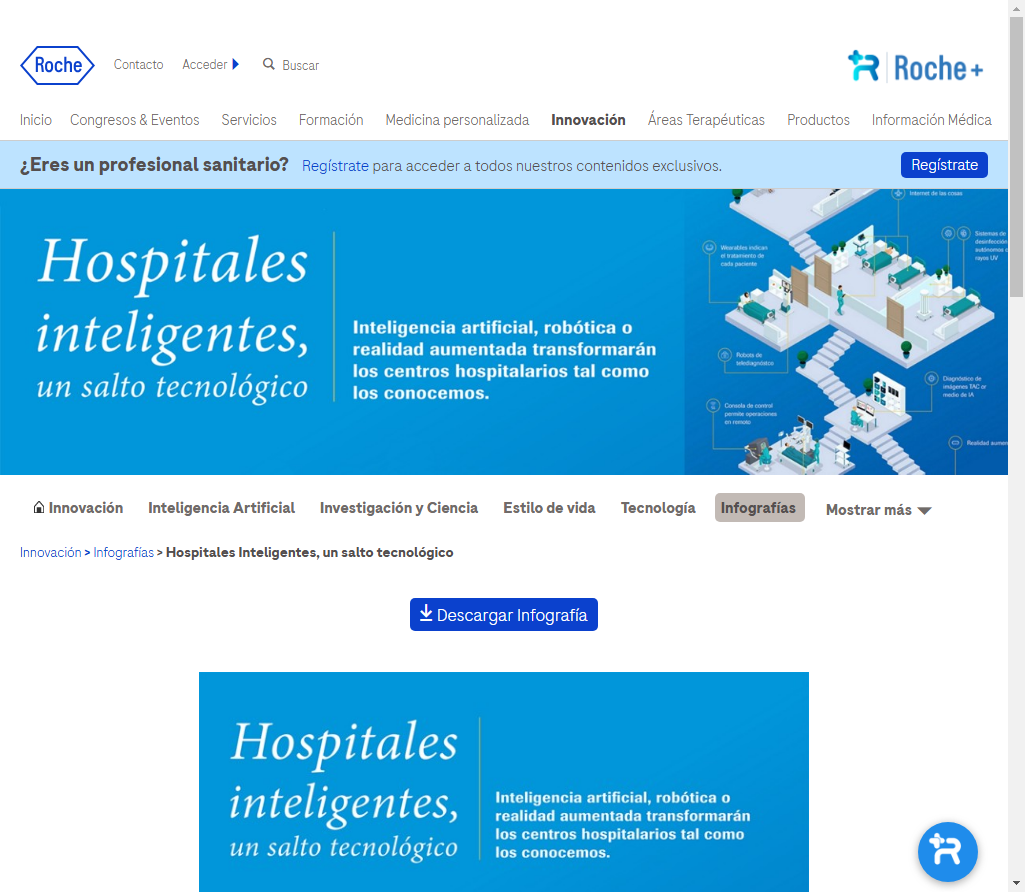 Roche
Contacto
Acceder
Buscar
Roche+
Inicio Congresos & Eventos Servicios Formación Medicina personalizada Innovación Áreas Terapéuticas Productos Información Médica
¿Eres un profesional sanitario? Regístrate para acceder a todos nuestros contenidos exclusivos.
Regístrate
Hospitales
inteligentes,
un salto tecnológico
Inteligencia artificial, robótica o
realidad aumentada transformarán
los centros hospitalarios tal como
los conocemos.
Internet de las cosas
Wearables indican
el tratamiento de
cada paciente
Sistemas de
desinfección
autónomos c
rayos UV
Robots de
telediagnóstico
Diagnóstico de
imágenes TAC or
medio de IA
Consola de control
permite operaciones
en remoto
Realidad aumen
Innovación Inteligencia Artificial Investigación y Ciencia Estilo de vida Tecnología Infografías Mostrar más
Innovación > Infografías > Hospitales Inteligentes, un salto tecnológico
Descargar Infografía
Hospitales
inteligentes,
un salto tecnológico
Inteligencia artificial, robótica o
realidad aumentada transformarán
los centros hospitalarios tal como
los conocemos.